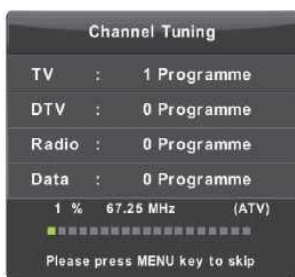 Channel Tuning
TV : 1 Programme
DTV : 0 Programme
Radio : 0 Programme
Data : 0 Programme
1 % 67.25 MHz (ATV)
Please press MENU key to skip